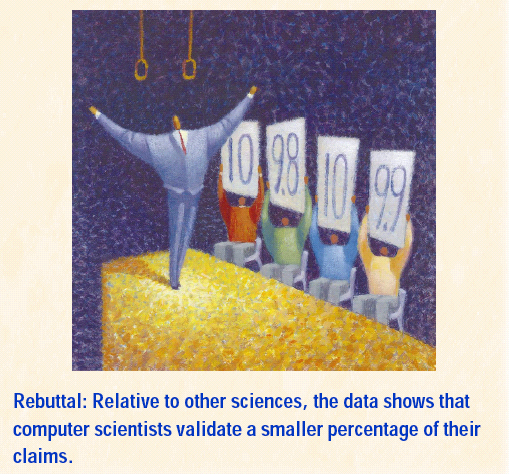 10 9.8 10 9.9
Rebuttal: Relative to other sciences, the data shows that
computer scientists validate a smaller percentage of their
claims.